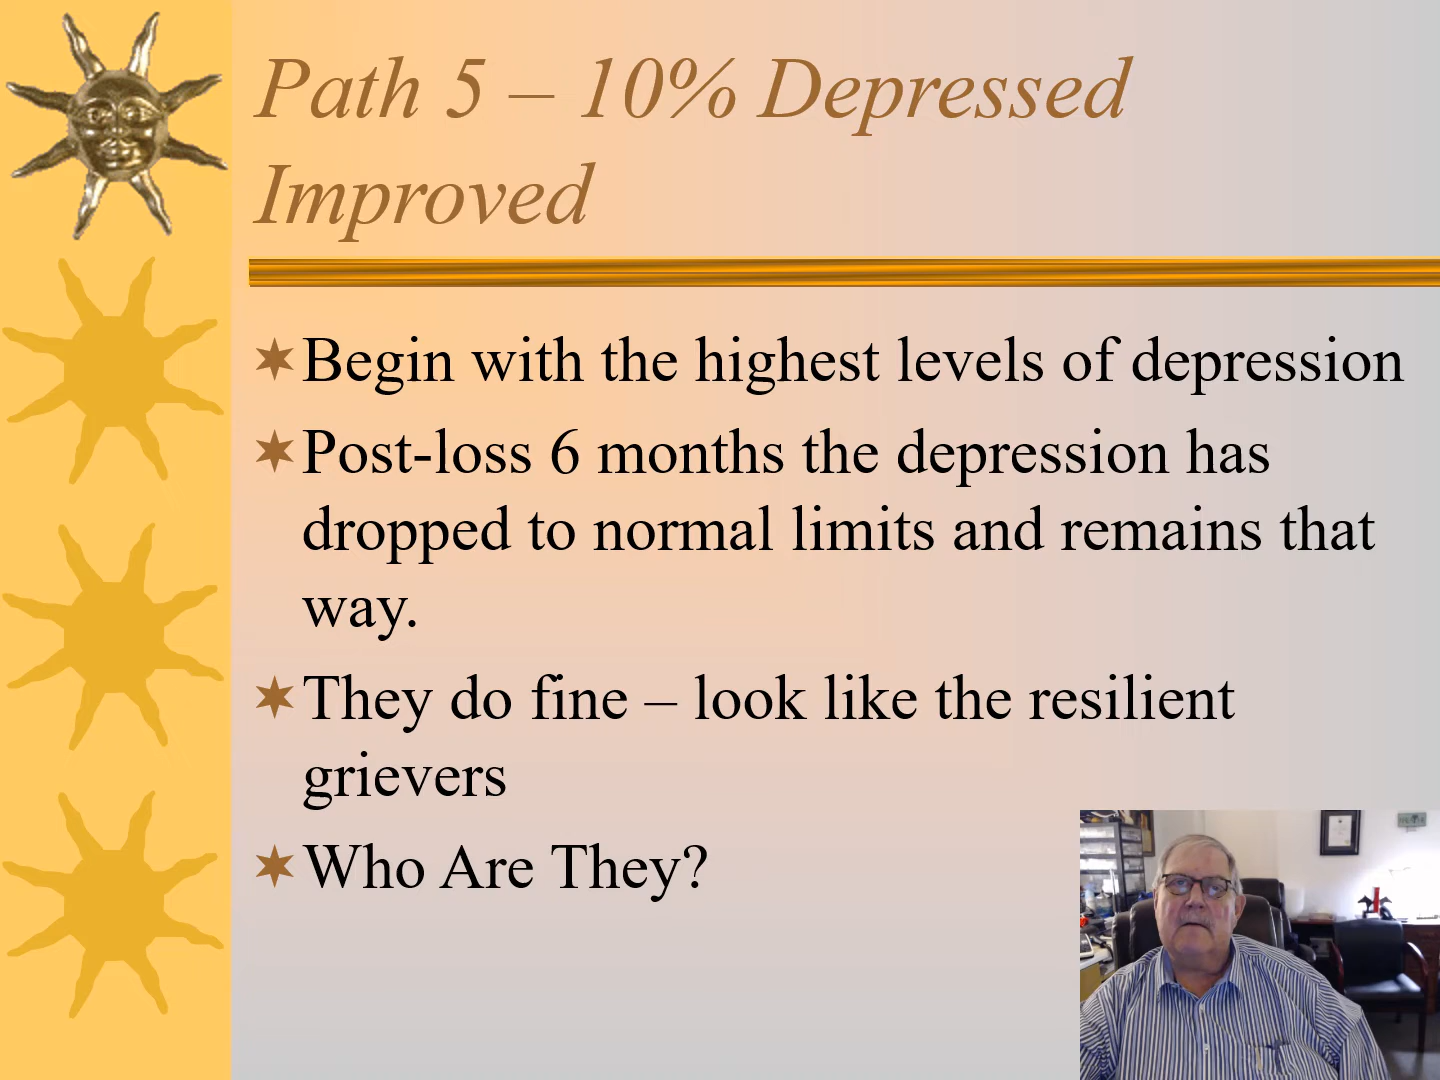 Path 5 – 10% Depressed
Improved
Begin with the highest levels of depression
Post-loss 6 months the depression has
dropped to normal limits and remains that
way.
They do fine – look like the resilient
grievers
Who Are They?